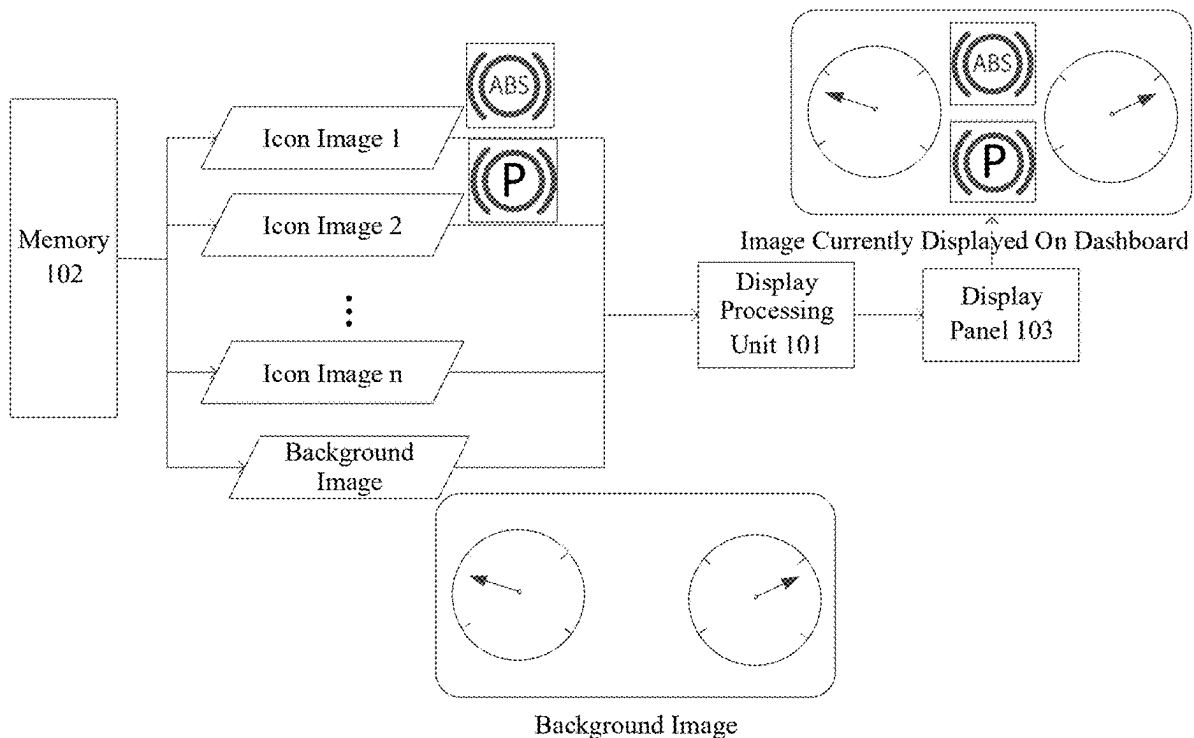 ABS
Icon Image 1
P
Icon Image 2
Memory
102
Icon Image n
Background
Image
ABS
P
Image Currently Displayed On Dashboard
Display
Processing
Unit 101
Display
Panel 103
Background Image